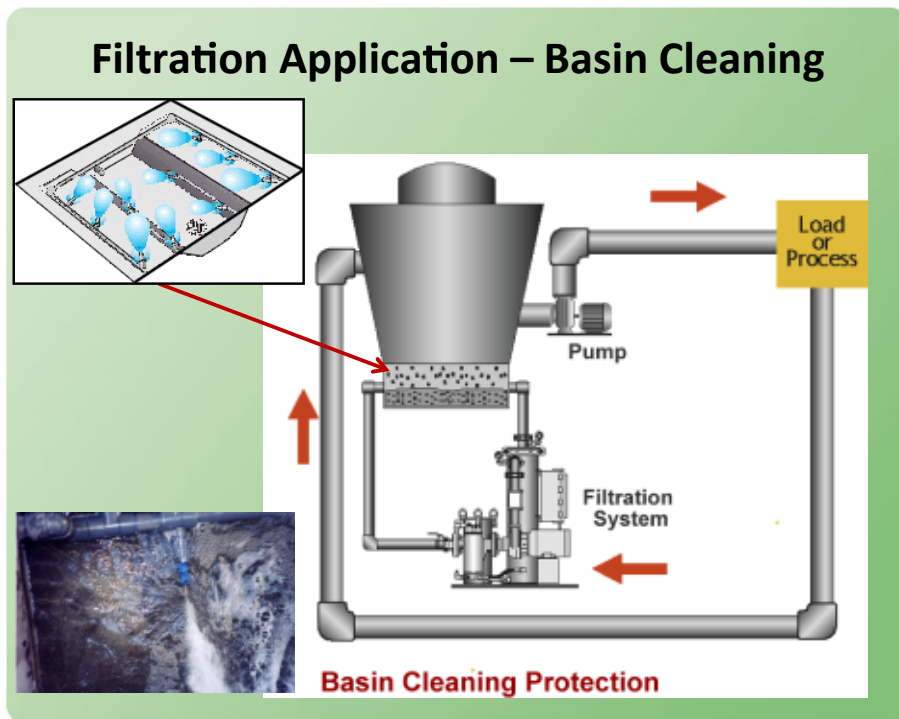 Filtration Application – Basin Cleaning
Load
or
Process
Pump
Filtration
System
Basin Cleaning Protection